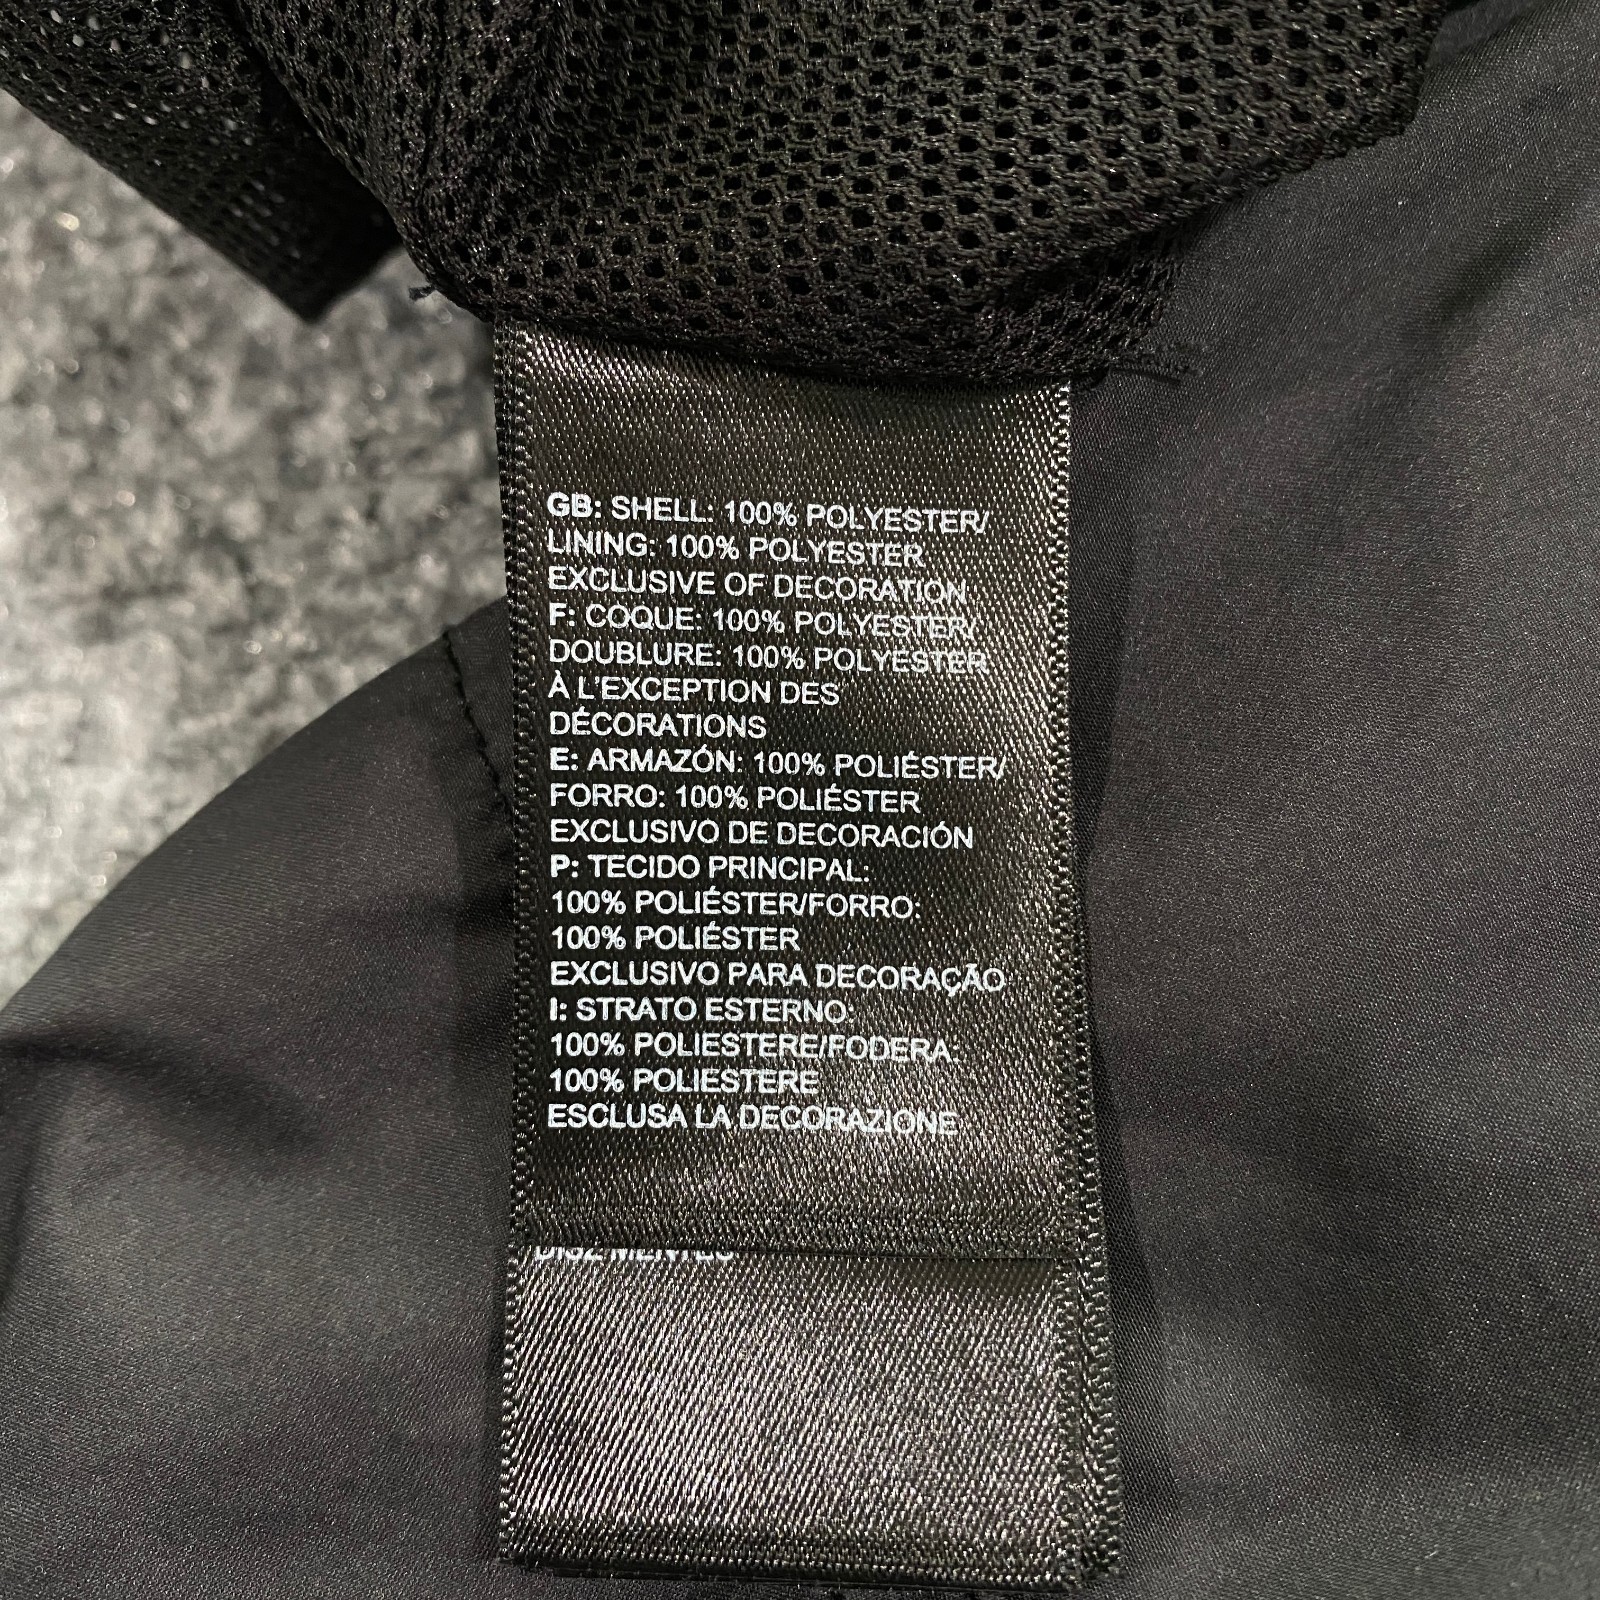 GB: SHELL: 100% POLYESTER/
LINING: 100% POLYESTER
EXCLUSIVE OF DECORATION
F: COQUE: 100% POLYESTER/
DOUBLURE: 100% POLYESTER
À L'EXCEPTION DES
DÉCORATIONS
E: ARMAZÓN: 100% POLIÉSTER/
FORRO: 100% POLIÉSTER
EXCLUSIVO DE DECORACIÓN
P: TECIDO PRINCIPAL:
100% POLIÉSTER/FORRO:
100% POLIÉSTER
EXCLUSIVO PARA DECORAÇÃO
I: STRATO ESTERNO:
100% POLIESTERE/FODERA:
100% POLIESTERE
ESCLUSA LA DECORAZIONE